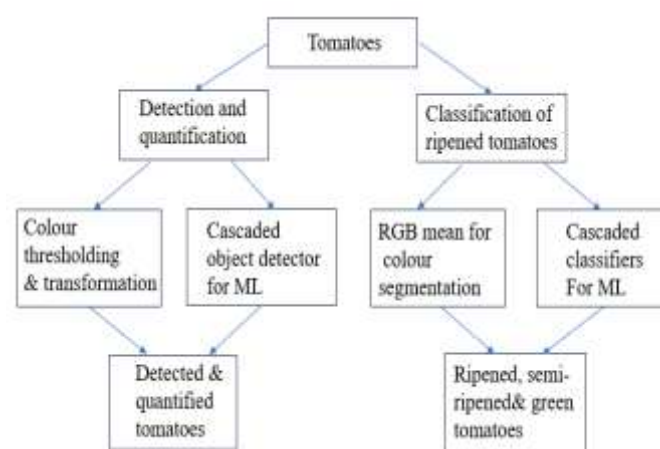 Tomatoes
Detection and
quantification
Classification of
ripened tomatoes
Colour
thresholding
& transformation
Cascaded
object detector
for ML
RGB mean for
colour
segmentation
Cascaded
classifiers
For ML
Detected &
quantified
tomatoes
Ripened, semi-
ripened& green
tomatoes